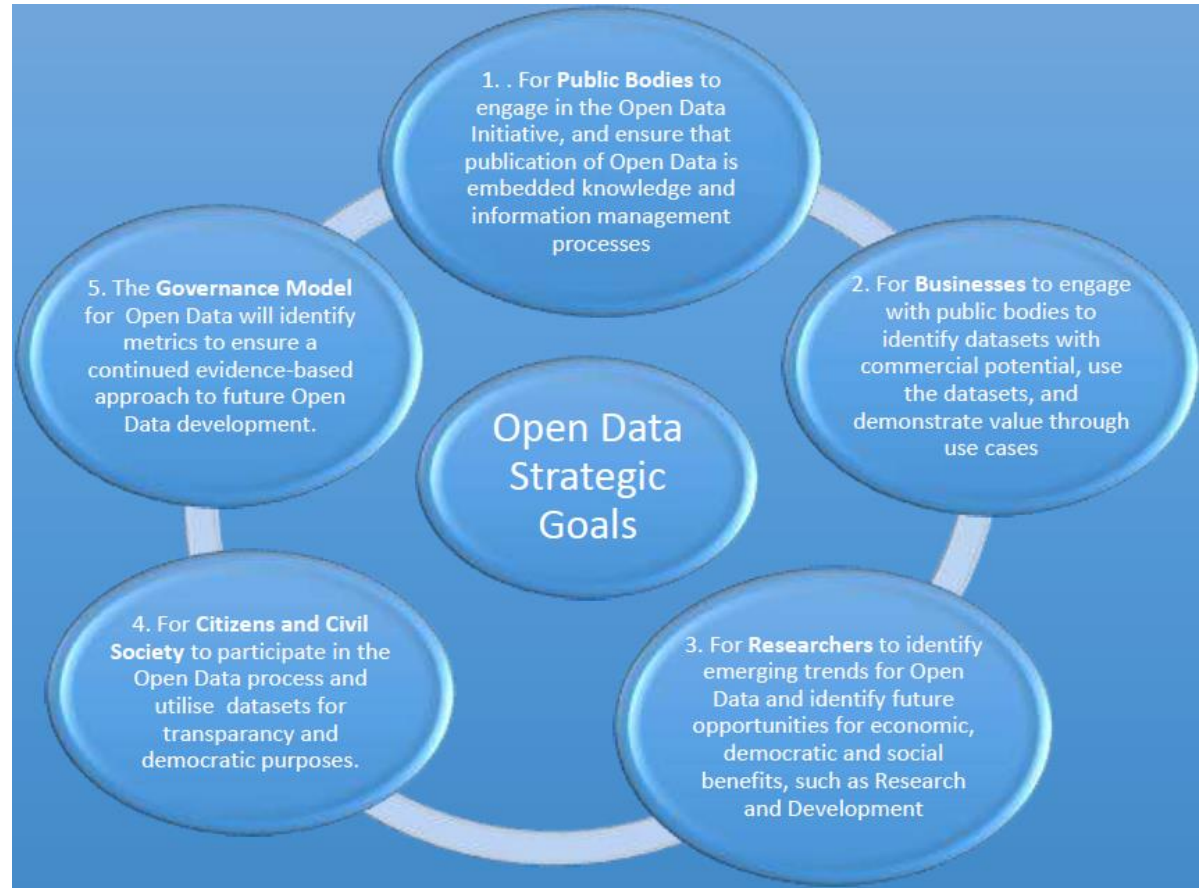 1. . For Public Bodies to
engage in the Open Data
Initiative, and ensure that
publication of Open Data is
embedded knowledge and
information management
processes
2. For Businesses to engage
with public bodies to
identify datasets with
commercial potential, use
the datasets, and
demonstrate value through
use cases
3. For Researchers to identify
emerging trends for Open
Data and identify future
opportunities for economic,
democratic and social
benefits, such as Research
and Development
4. For Citizens and Civil
Society to participate in the
Open Data process and
utilise datasets for
transparancy and
democratic purposes.
5. The Governance Model
for Open Data will identify
metrics to ensure a
continued evidence-based
approach to future Open
Data development.
Open Data
Strategic
Goals